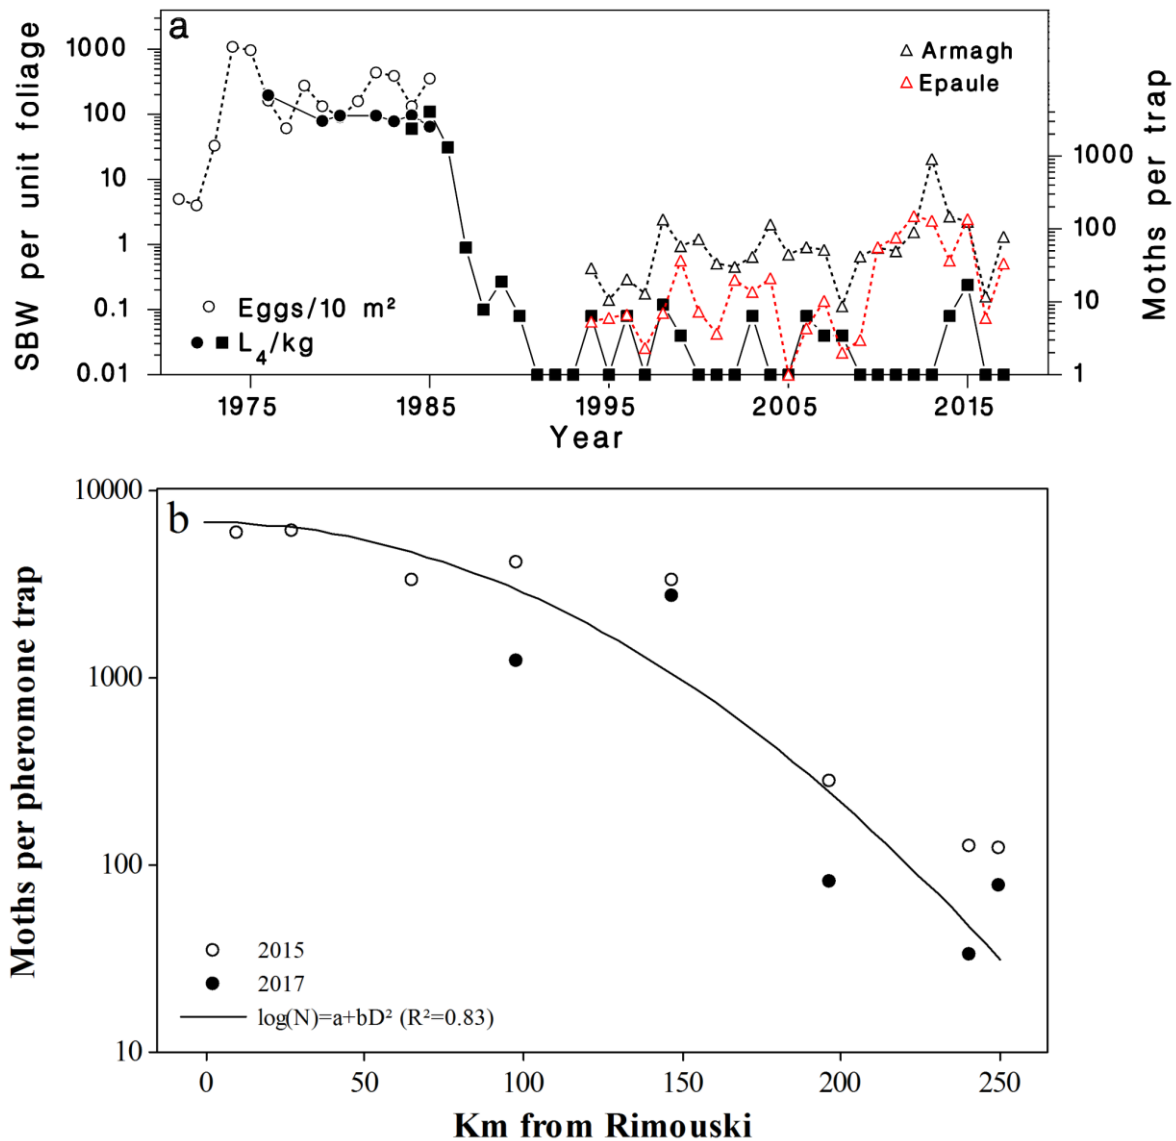 a
SBW per unit foliage
1000
100
10
1
0.1
0.01
Armagh
Epaule
Eggs/10 m²
L₄/kg
Moths per trap
1000
100
10
1
1975 1985 1995 2005 2015
Year
b
Moths per pheromone trap
10000
1000
100
10
2015
2017
log(N)=a+bD² (R²=0.83)
0 50 100 150 200 250
Km from Rimouski